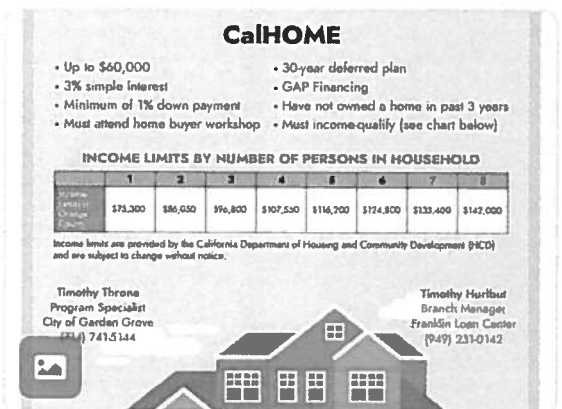 CalHOME
• Up to $60,000
• 3% simple interest
• Minimum of 1% down payment
• Must attend home buyer workshop
• 30-year deferred plan
• GAP Financing
• Have not owned a home in past 3 years
• Must income-qualify (see chart below)
INCOME LIMITS BY NUMBER OF PERSONS IN HOUSEHOLD
1 2 3 4 5 6 7 8
Income
Orange
$75,300 $86,050 $96,800 $107,550 $116,200 $124,800 $133,400 $142,000
Income limits are provided by the California Department of Housing and Community Development (HCD)
and are subject to change without notice.
Timothy Throne
Program Specialist
City of Garden Grove
741-5144
Timothy Hurlbut
Branch Manager
Franklin Loan Center
(949) 231-0142